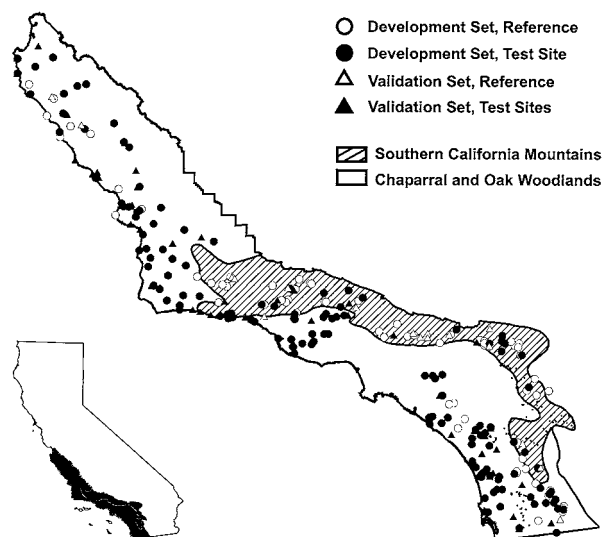 Development Set, Reference
Development Set, Test Site
Validation Set, Reference
Validation Set, Test Sites
Southern California Mountains
Chaparral and Oak Woodlands